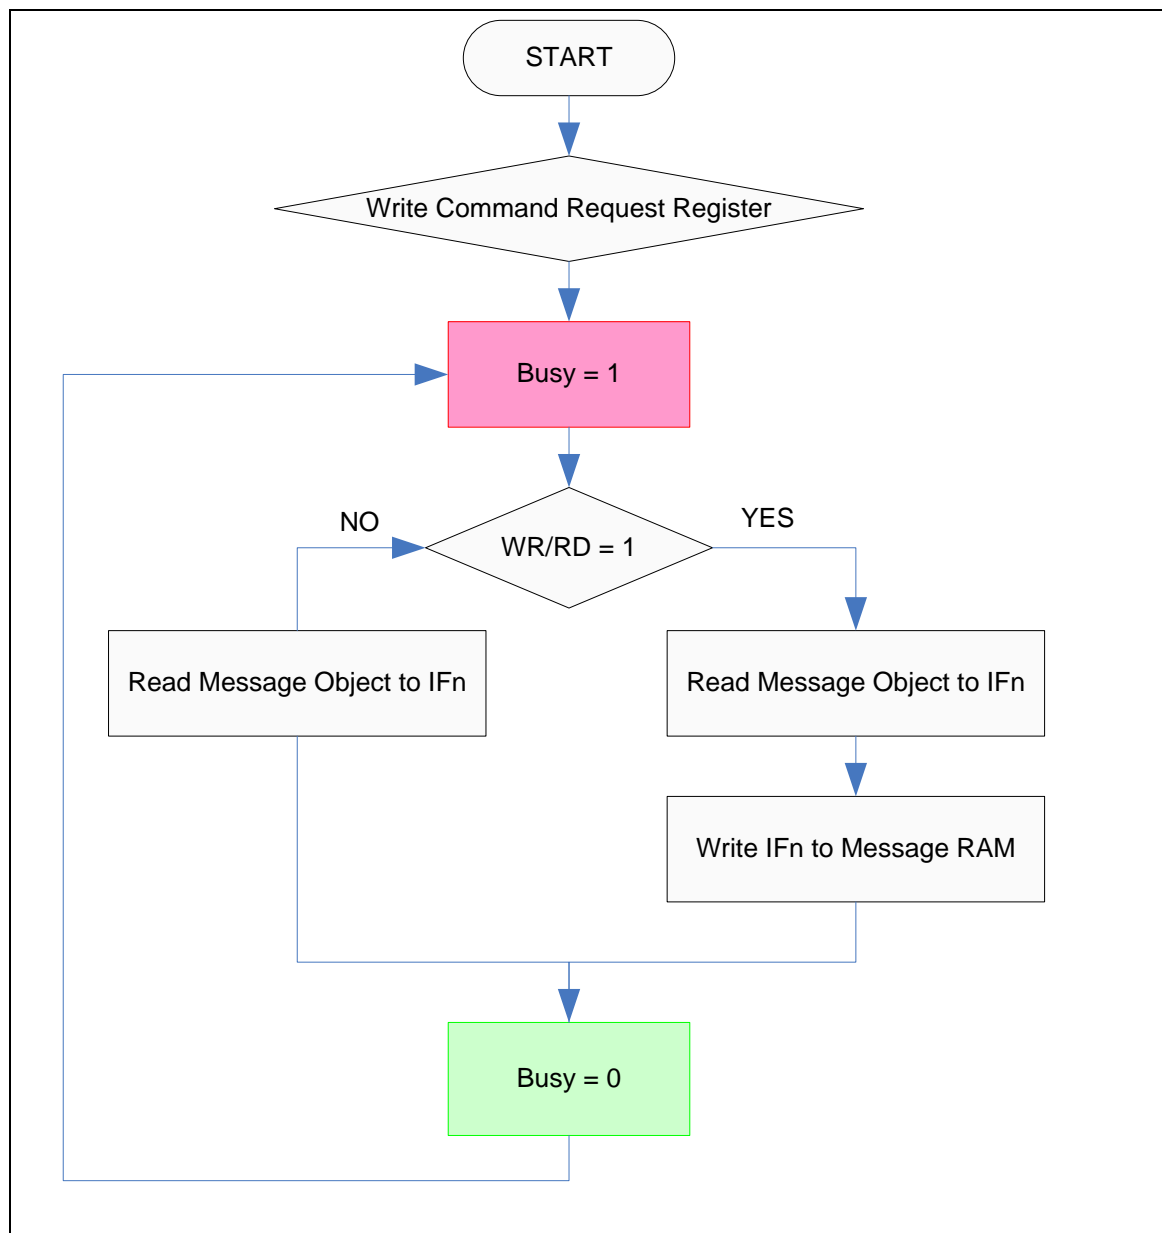 START
Write Command Request Register
Busy = 1
NO
YES
WR/RD = 1
Read Message Object to IFn
Read Message Object to IFn
Write IFn to Message RAM
Busy = 0